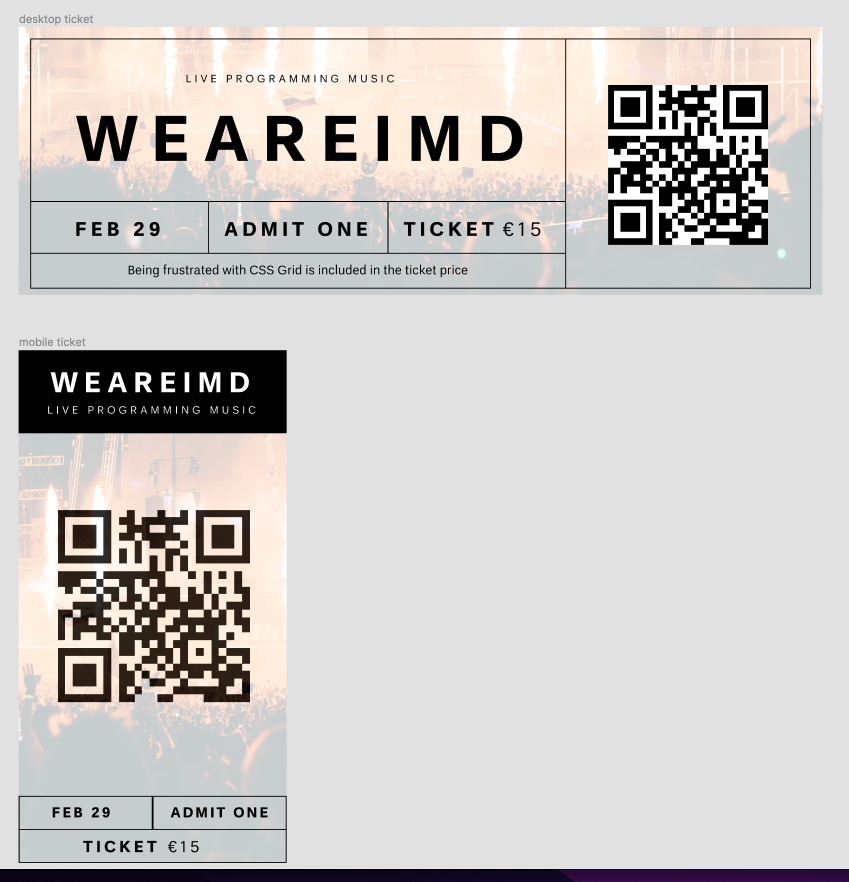 desktop ticket
LIVE PROGRAMMING MUSIC
WEAREIMD
FEB 29
ADMIT ONE
TICKET €15
Being frustrated with CSS Grid is included in the ticket price
mobile ticket
WEAREIMD
LIVE PROGRAMMING MUSIC
FEB 29
ADMIT ONE
TICKET €15